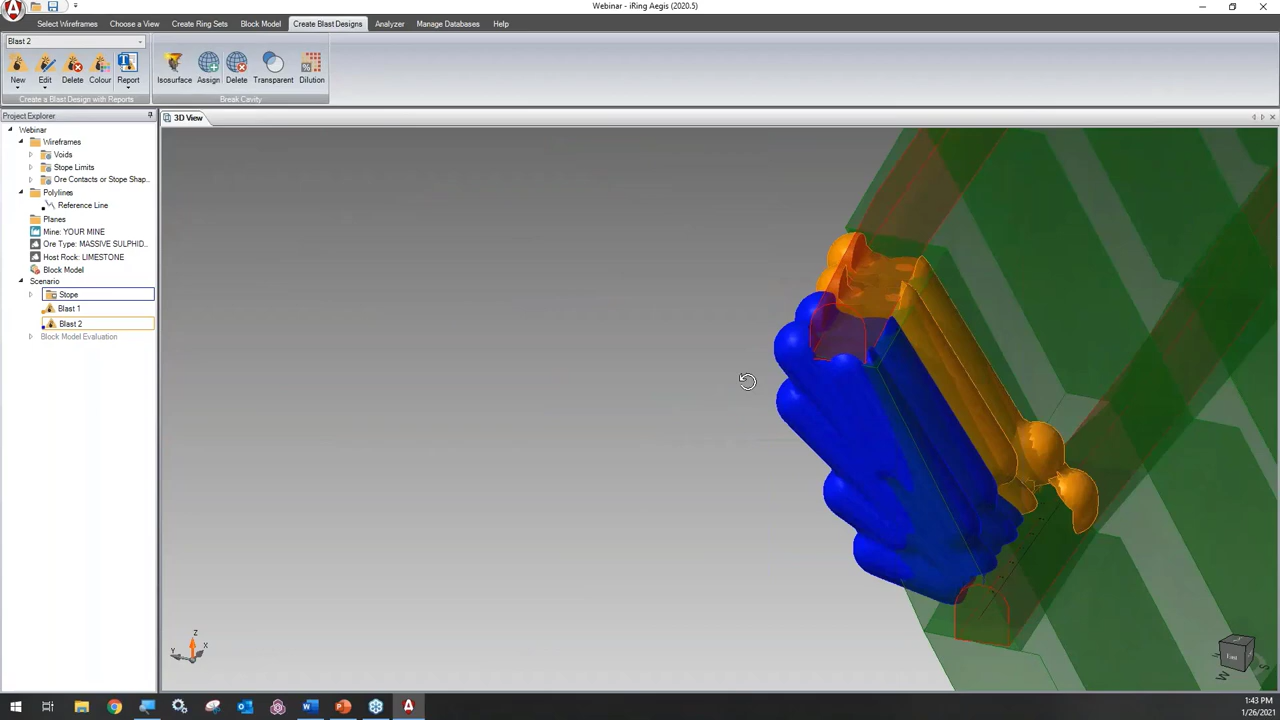 Webinar - iRing Aegis (2020.5)
Select Wireframes Choose a View Create Ring Sets Block Model Create Blast Designs Analyzer Manage Databases Help
Blast 2
New Edit Delete Colour Report Isosurface Assign Delete Transparent Dilution
Create a Blast Design with Reports Break Cavity
Project Explorer
3D View
Webinar
Wireframes
Voids
Stope Limits
Ore Contacts or Stope Shap...
Polylines
Reference Line
Planes
Mine: YOUR MINE
Ore Type: MASSIVE SULPHID...
Host Rock: LIMESTONE
Block Model
Scenario
Stope
Blast 1
Blast 2
Block Model Evaluation
Z
Y X
1:43 PM
1/26/2021